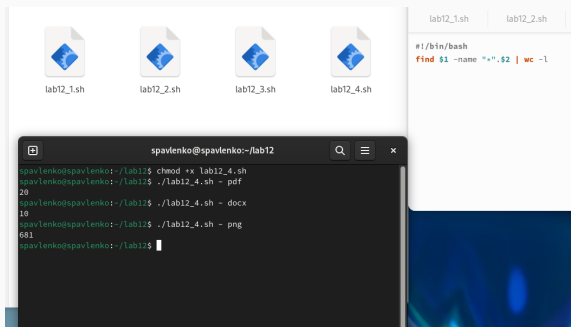 lab12_1.sh
lab12_2.sh
lab12_3.sh
lab12_4.sh
lab12_1.sh
lab12_2.sh
#!/bin/bash
find $1 -name "*".$2 | wc -l
spavlenko@spavlenko:~/lab12
spavlenko@spavlenko:~/lab12$ chmod +x lab12_4.sh
spavlenko@spavlenko:~/lab12$ ./lab12_4.sh ~ pdf
20
spavlenko@spavlenko:~/lab12$ ./lab12_4.sh ~ docx
10
spavlenko@spavlenko:~/lab12$ ./lab12_4.sh ~ png
681
spavlenko@spavlenko:~/lab12$